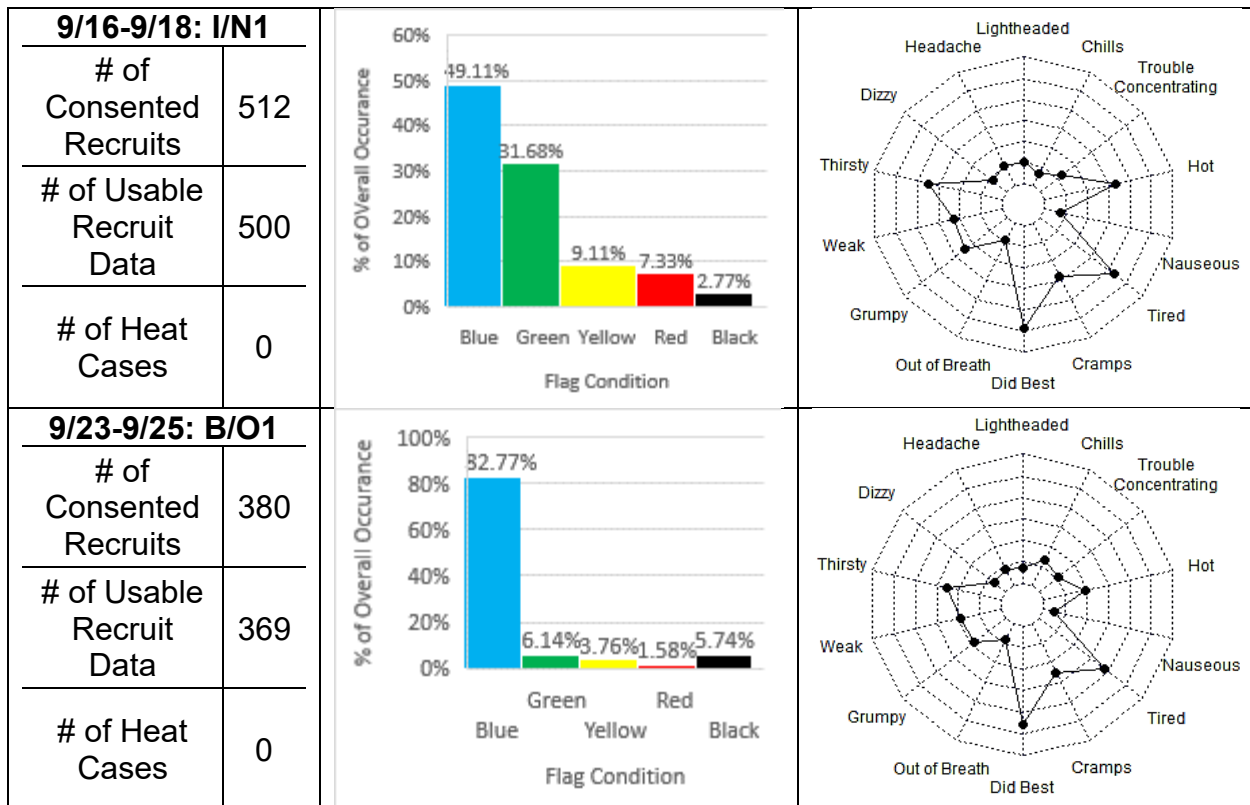 9/16-9/18: I/N1
# of
Consented
Recruits
512
# of Usable
Recruit
Data
500
# of Heat
Cases
0
% of OVerall Occurance
60%
50%
40%
30%
20%
10%
0%
49.11%
31.68%
9.11%
7.33%
2.77%
Blue Green Yellow Red Black
Flag Condition
Lightheaded
Headache
Chills
Dizzy
Trouble
Concentrating
Thirsty
Hot
Weak
Nauseous
Grumpy
Tired
Out of Breath
Cramps
Did Best
9/23-9/25: B/O1
# of
Consented
Recruits
380
# of Usable
Recruit
Data
369
# of Heat
Cases
0
% of Overall Occurance
100%
80%
60%
40%
20%
0%
82.77%
6.14%
3.76%
1.58%
5.74%
Green Red
Blue Yellow Black
Flag Condition
Lightheaded
Headache
Chills
Dizzy
Trouble
Concentrating
Thirsty
Hot
Weak
Nauseous
Grumpy
Tired
Out of Breath
Cramps
Did Best